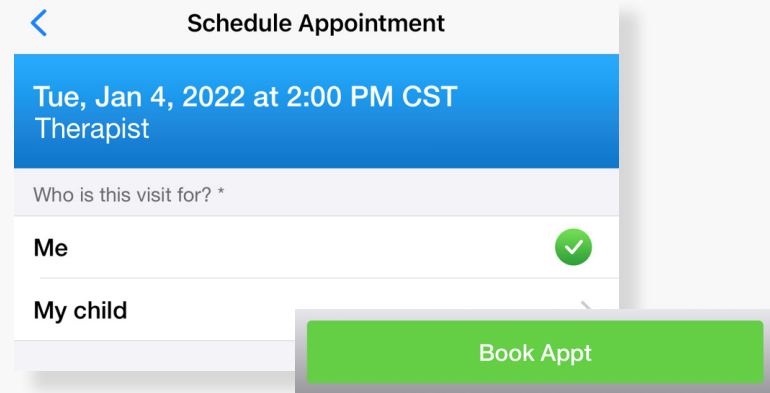 Schedule Appointment
Tue, Jan 4, 2022 at 2:00 PM CST
Therapist
Who is this visit for? *
Me
My child
Book Appt